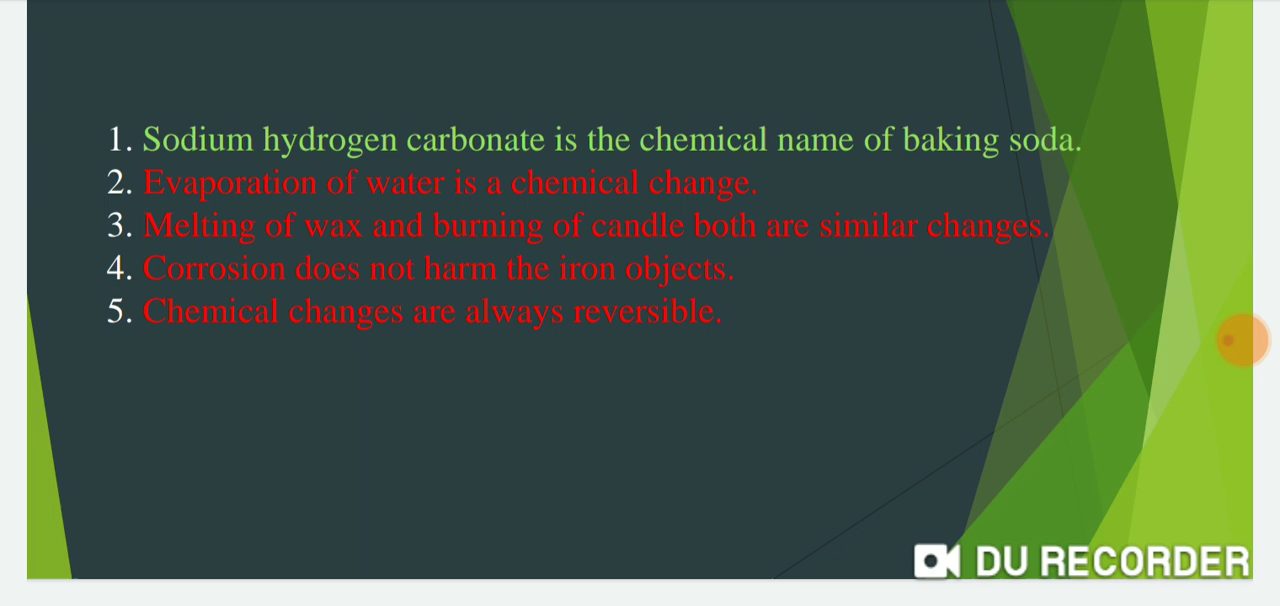 1. Sodium hydrogen carbonate is the chemical name of baking soda.
2. Evaporation of water is a chemical change.
3. Melting of wax and burning of candle both are similar changes.
4. Corrosion does not harm the iron objects.
5. Chemical changes are always reversible.
DU RECORDER